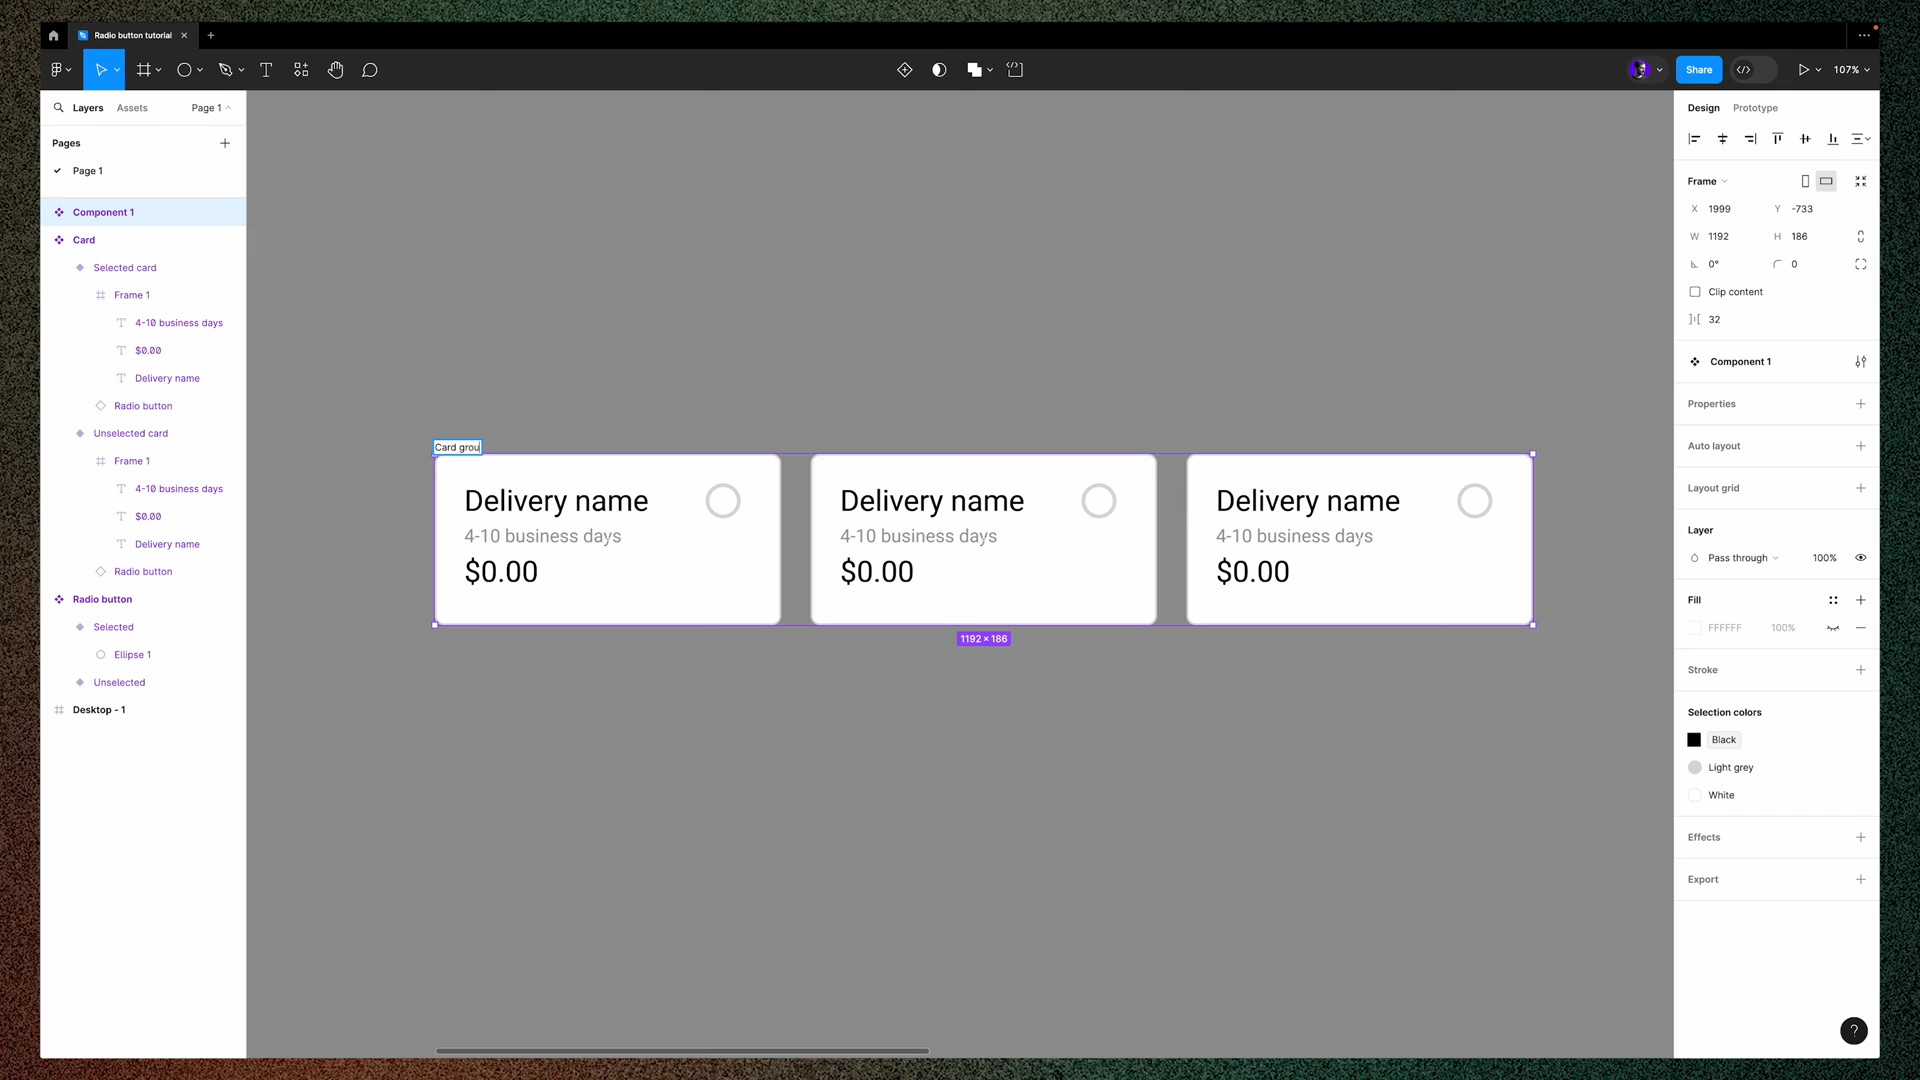 Radio button tutorial
Share
107%
Layers
Assets
Page 1
Pages
Page 1
Component 1
Card
Selected card
Frame 1
4-10 business days
$0.00
Delivery name
Radio button
Unselected card
Frame 1
4-10 business days
$0.00
Delivery name
Radio button
Radio button
Selected
Ellipse 1
Unselected
Desktop - 1
Card grou
Delivery name
4-10 business days
$0.00
Delivery name
4-10 business days
$0.00
Delivery name
4-10 business days
$0.00
1192 × 186
Design
Prototype
Frame
X 1999
Y -733
W 1192
H 186
0°
0
Clip content
32
Component 1
Properties
Auto layout
Layout grid
Layer
Pass through
100%
Fill
FFFFFF
100%
Stroke
Selection colors
Black
Light grey
White
Effects
Export
?